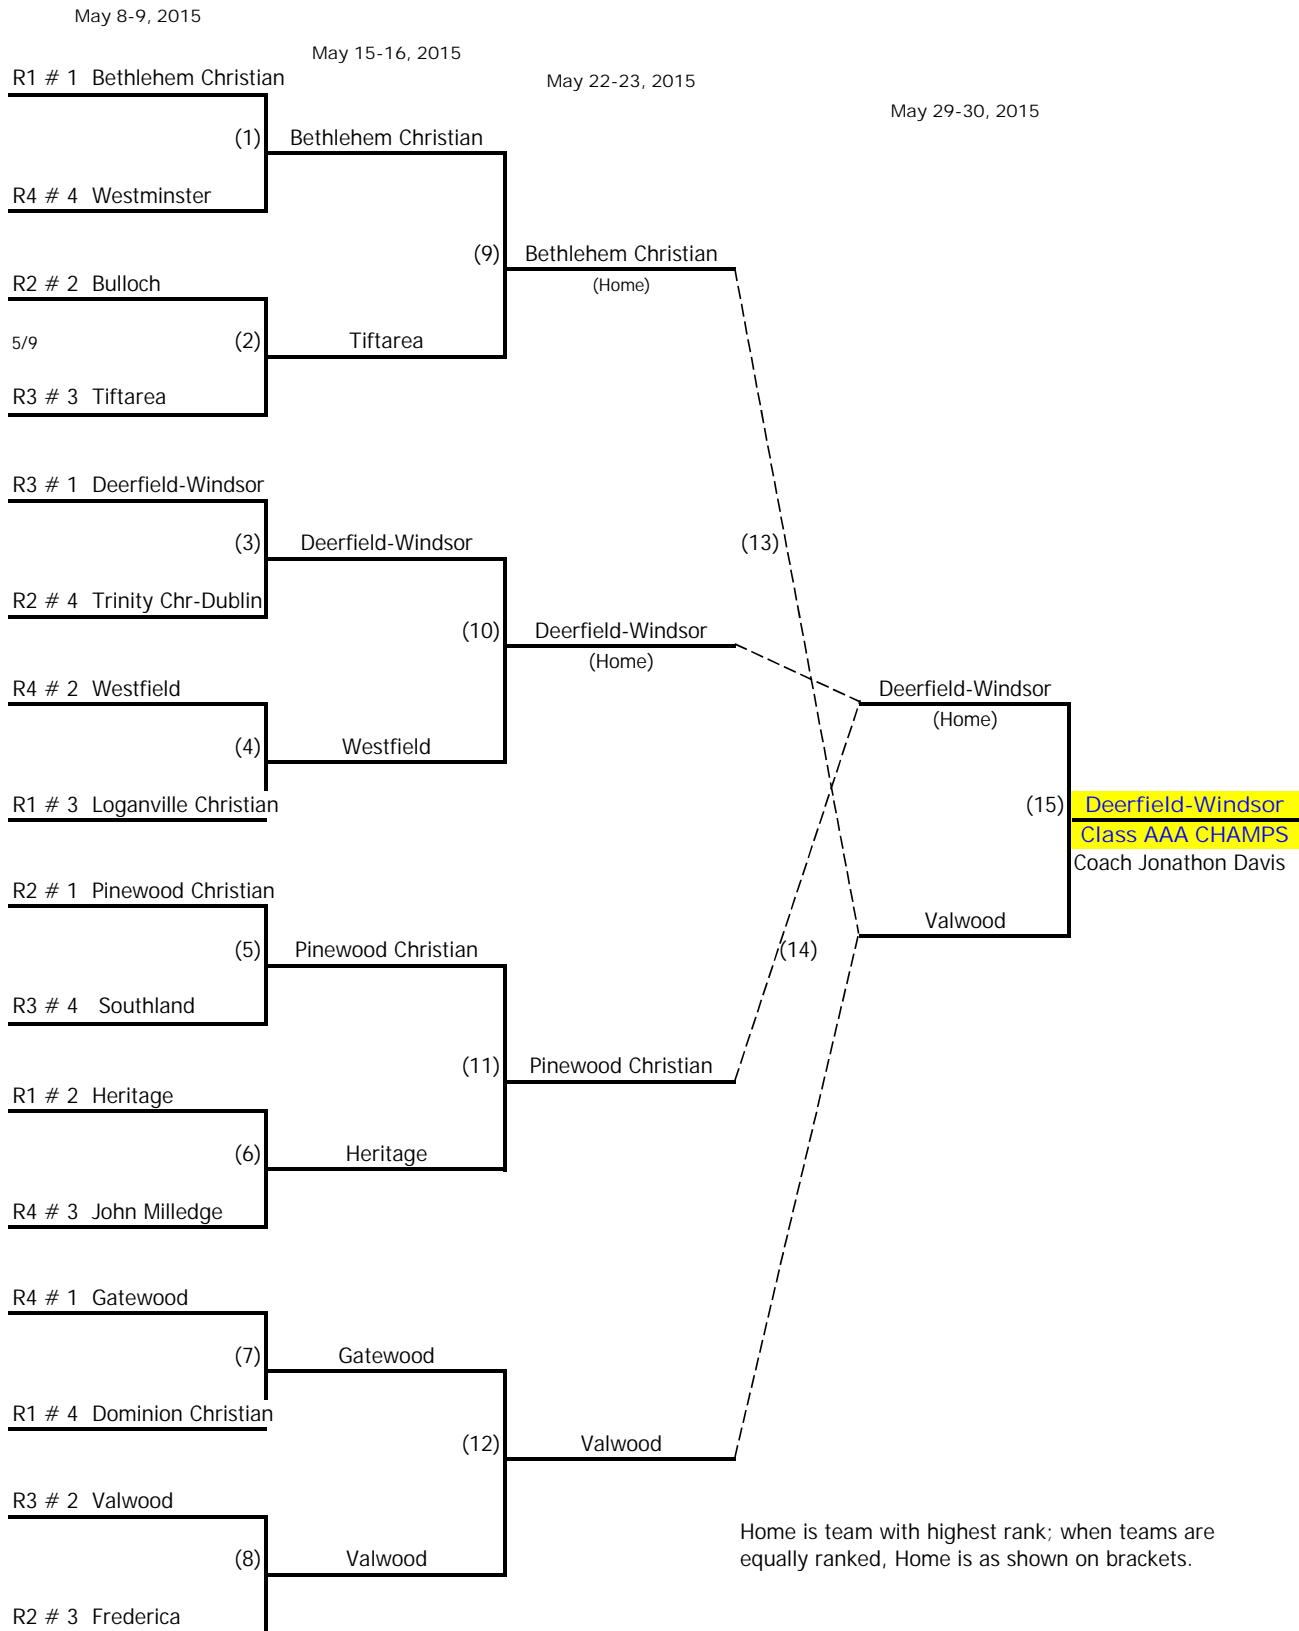 May 8-9, 2015
May 15-16, 2015
May 22-23, 2015
May 29-30, 2015
R1 # 1 Bethlehem Christian
(1) Bethlehem Christian
R4 # 4 Westminster
(9) Bethlehem Christian
(Home)
R2 # 2 Bulloch
5/9 (2) Tiftarea
R3 # 3 Tiftarea
R3 # 1 Deerfield-Windsor
(3) Deerfield-Windsor
(13)
R2 # 4 Trinity Chr-Dublin
(10) Deerfield-Windsor
(Home)
R4 # 2 Westfield
Deerfield-Windsor
(Home)
(4) Westfield
R1 # 3 Loganville Christian
(15) Deerfield-Windsor
Class AAA CHAMPS
Coach Jonathon Davis
R2 # 1 Pinewood Christian
Valwood
(5) Pinewood Christian
(14)
R3 # 4 Southland
(11) Pinewood Christian
R1 # 2 Heritage
(6) Heritage
R4 # 3 John Milledge
R4 # 1 Gatewood
(7) Gatewood
R1 # 4 Dominion Christian
(12) Valwood
R3 # 2 Valwood
Home is team with highest rank; when teams are
equally ranked, Home is as shown on brackets.
(8) Valwood
R2 # 3 Frederica